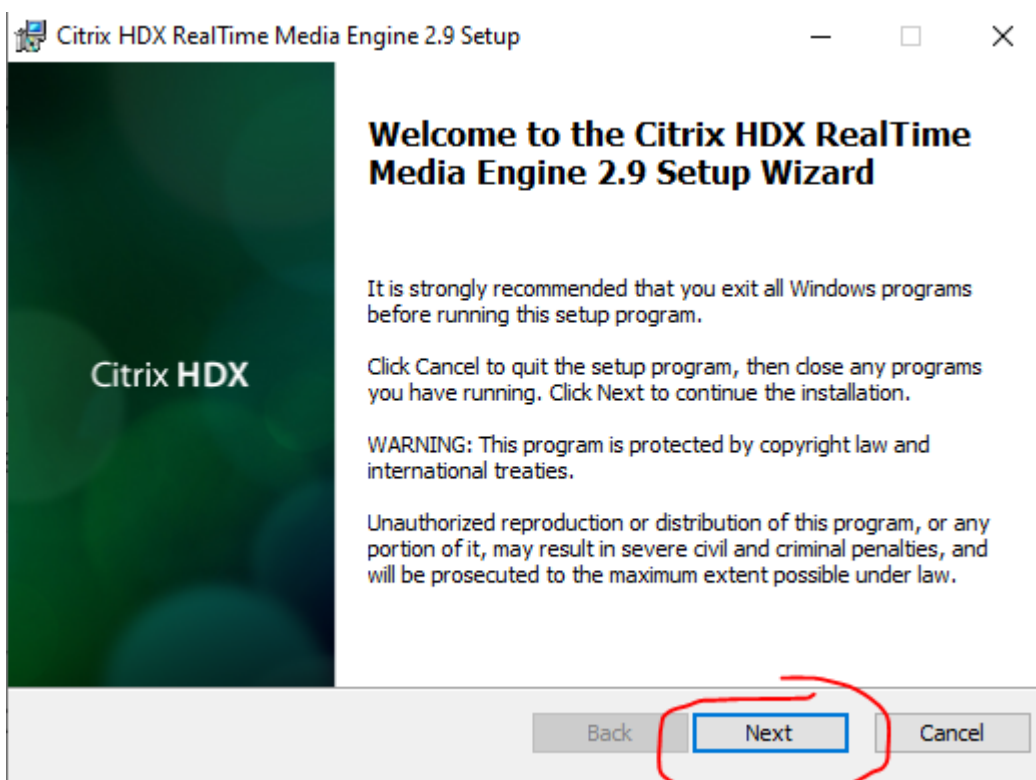 Citrix HDX RealTime Media Engine 2.9 Setup
Welcome to the Citrix HDX RealTime
Media Engine 2.9 Setup Wizard
It is strongly recommended that you exit all Windows programs
before running this setup program.
Citrix HDX
Click Cancel to quit the setup program, then close any programs
you have running. Click Next to continue the installation.
WARNING: This program is protected by copyright law and
international treaties.
Unauthorized reproduction or distribution of this program, or any
portion of it, may result in severe civil and criminal penalties, and
will be prosecuted to the maximum extent possible under law.
Back Next Cancel